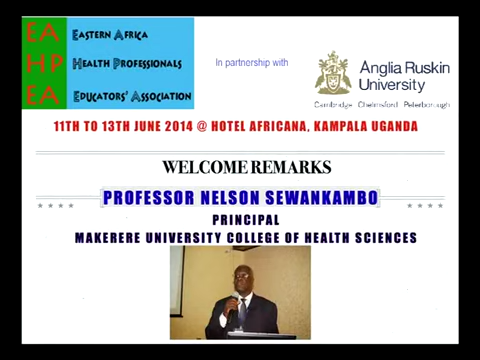 EA Eastern Africa
HP Health Professionals
EA Educators' Association
In partnership with
Anglia Ruskin
University
Cambridge Chelmsford Peterborough
11TH TO 13TH JUNE 2014 @ HOTEL AFRICANA, KAMPALA UGANDA
WELCOME REMARKS
PROFESSOR NELSON SEWANKAMBO
PRINCIPAL
MAKERERE UNIVERSITY COLLEGE OF HEALTH SCIENCES